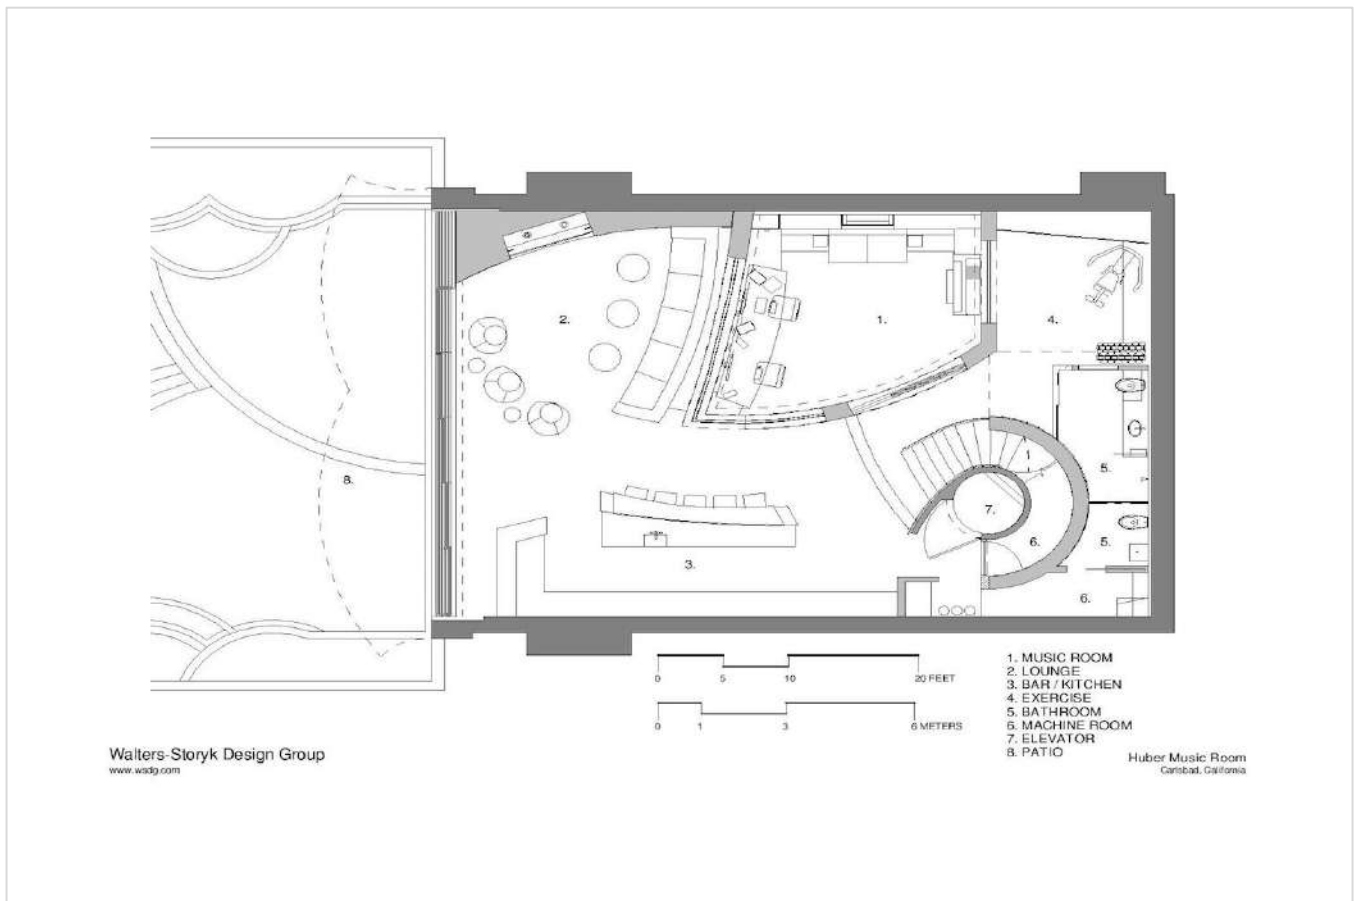 2.
1.
4.
8.
5.
7.
6.
5.
3.
6.
0 5 10 20 FEET
0 1 3 6 METERS
1. MUSIC ROOM
2. LOUNGE
3. BAR / KITCHEN
4. EXERCISE
5. BATHROOM
6. MACHINE ROOM
7. ELEVATOR
8. PATIO
Walters-Storyk Design Group
www.wsdg.com
Huber Music Room
Carlsbad, California